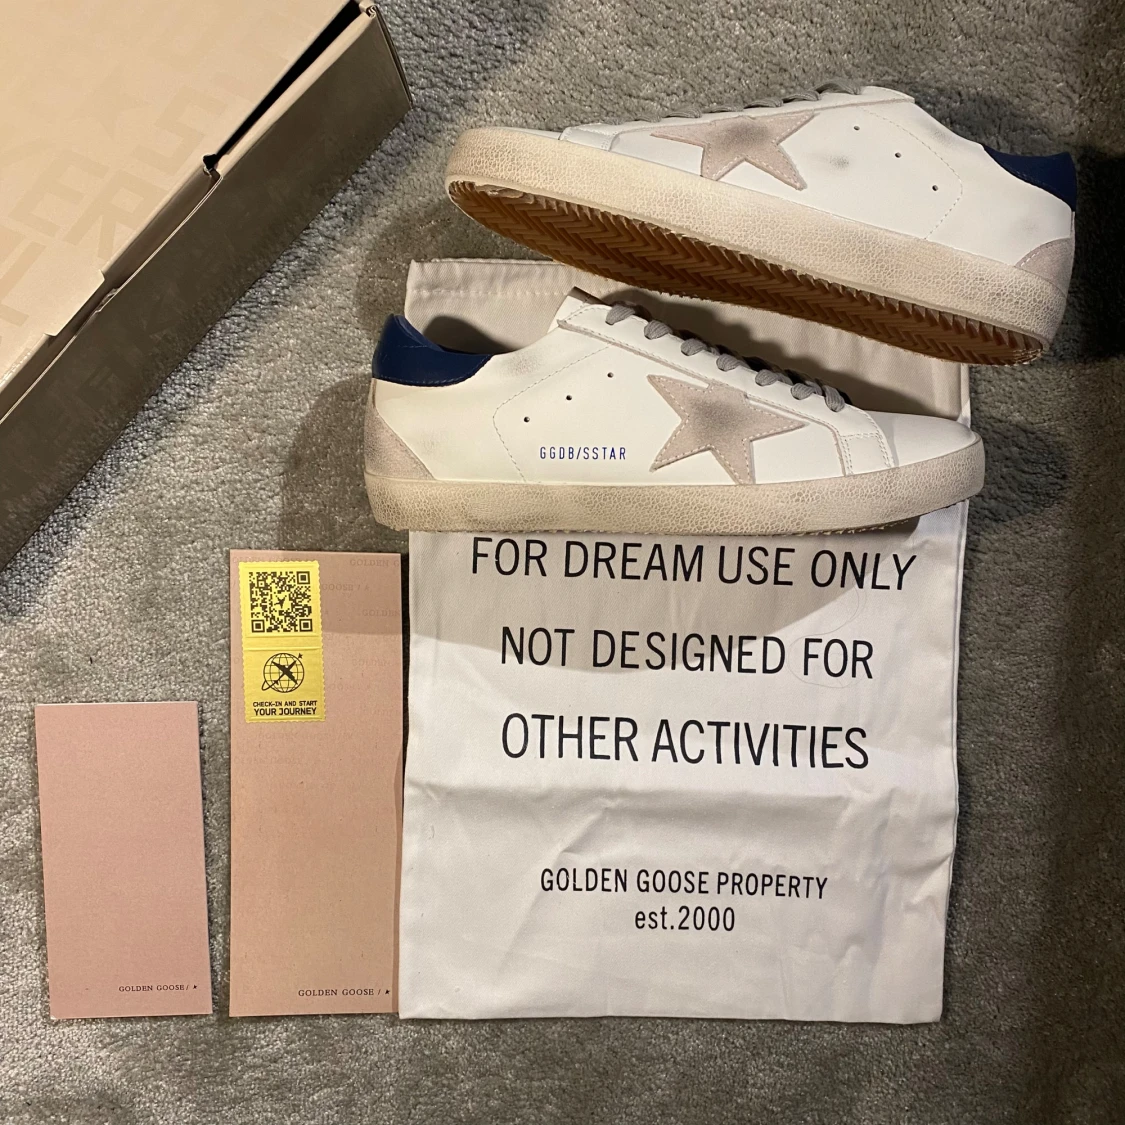 GGDB/SSTAR
FOR DREAM USE ONLY
NOT DESIGNED FOR
OTHER ACTIVITIES
GOLDEN GOOSE PROPERTY
est.2000
CHECK-IN AND START
YOUR JOURNEY
GOLDEN GOOSE /
GOLDEN GOOSE /